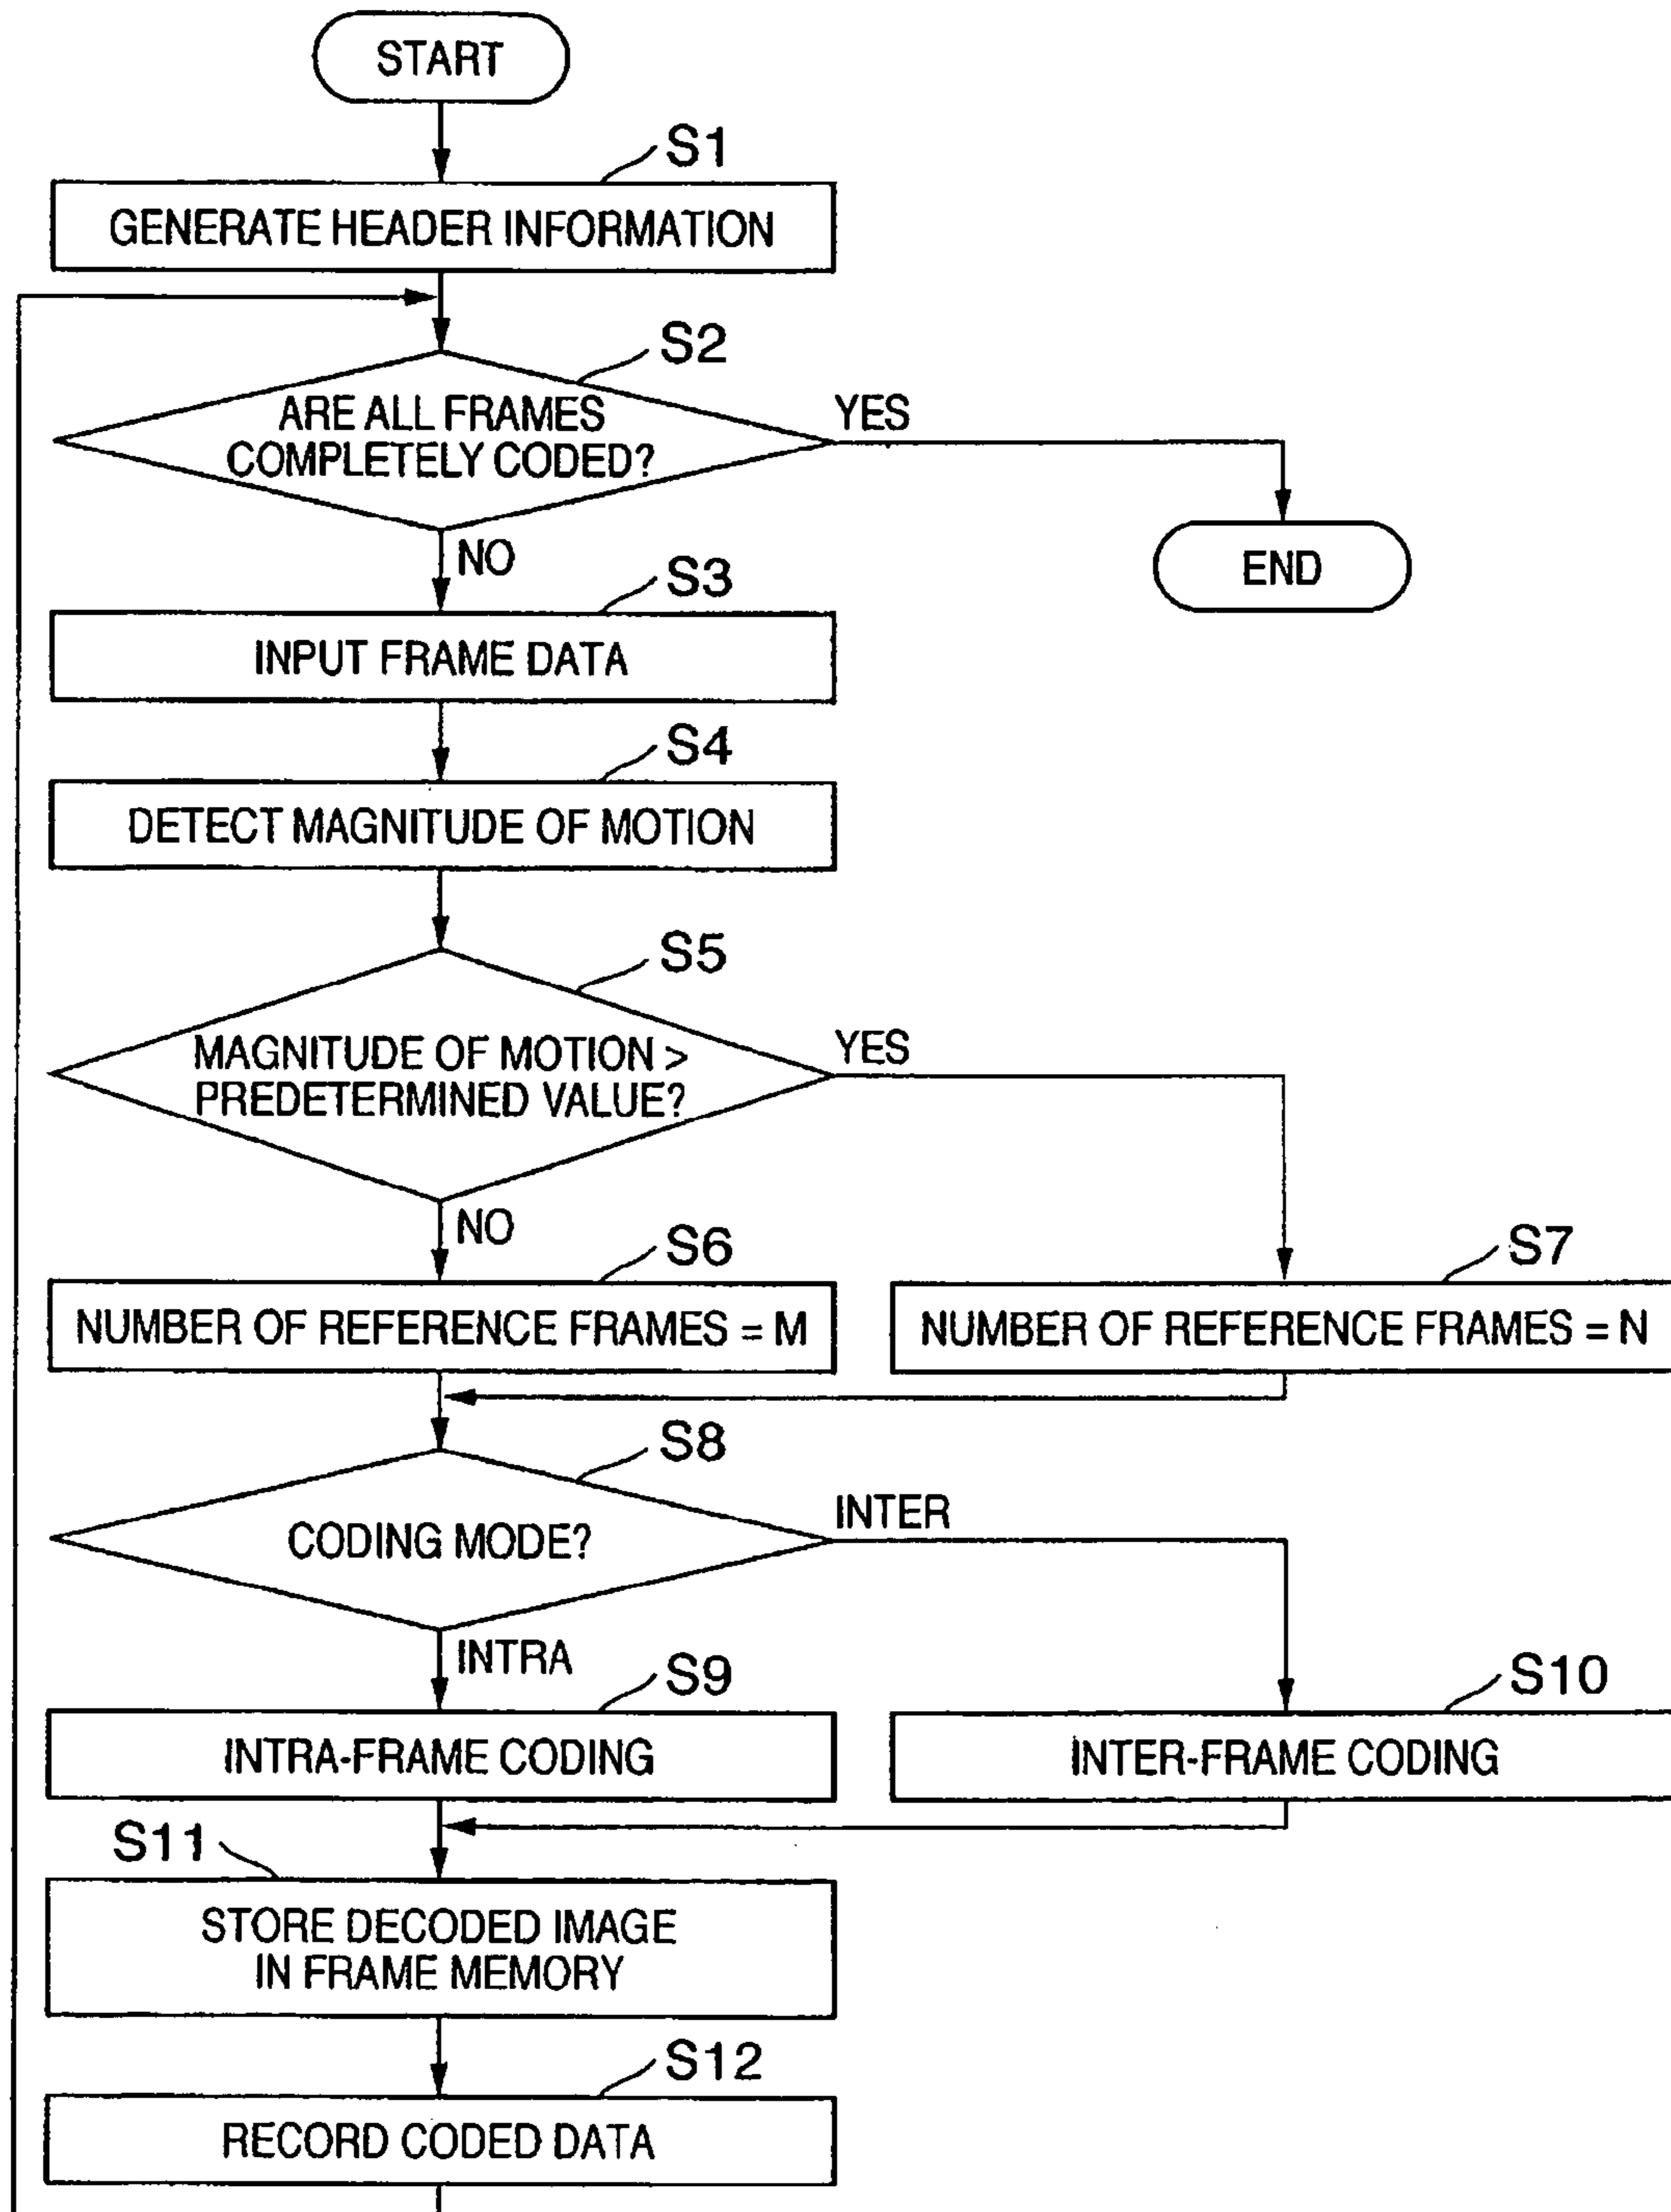 START
S1
GENERATE HEADER INFORMATION
S2
ARE ALL FRAMES
COMPLETELY CODED?
YES
END
NO
S3
INPUT FRAME DATA
S4
DETECT MAGNITUDE OF MOTION
S5
MAGNITUDE OF MOTION >
PREDETERMINED VALUE?
YES
NO
S6
NUMBER OF REFERENCE FRAMES = M
S7
NUMBER OF REFERENCE FRAMES = N
S8
CODING MODE?
INTER
INTRA
S9
INTRA-FRAME CODING
S10
INTER-FRAME CODING
S11
STORE DECODED IMAGE
IN FRAME MEMORY
S12
RECORD CODED DATA